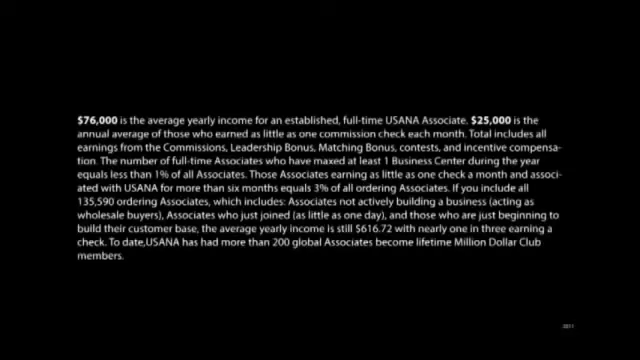 $76,000 is the average yearly income for an established, full-time USANA Associate. $25,000 is the
annual average of those who earned as little as one commission check each month. Total includes all
earnings from the Commissions, Leadership Bonus, Matching Bonus, contests, and incentive compensa-
tion. The number of full-time Associates who have maxed at least 1 Business Center during the year
equals less than 1% of all Associates. Those Associates earning as little as one check a month and associ-
ated with USANA for more than six months equals 3% of all ordering Associates. If you include all
135,590 ordering Associates, which includes: Associates not actively building a business (acting as
wholesale buyers), Associates who just joined (as little as one day), and those who are just beginning to
build their customer base, the average yearly income is still $616.72 with nearly one in three earning a
check. To date,USANA has had more than 200 global Associates become lifetime Million Dollar Club
members.